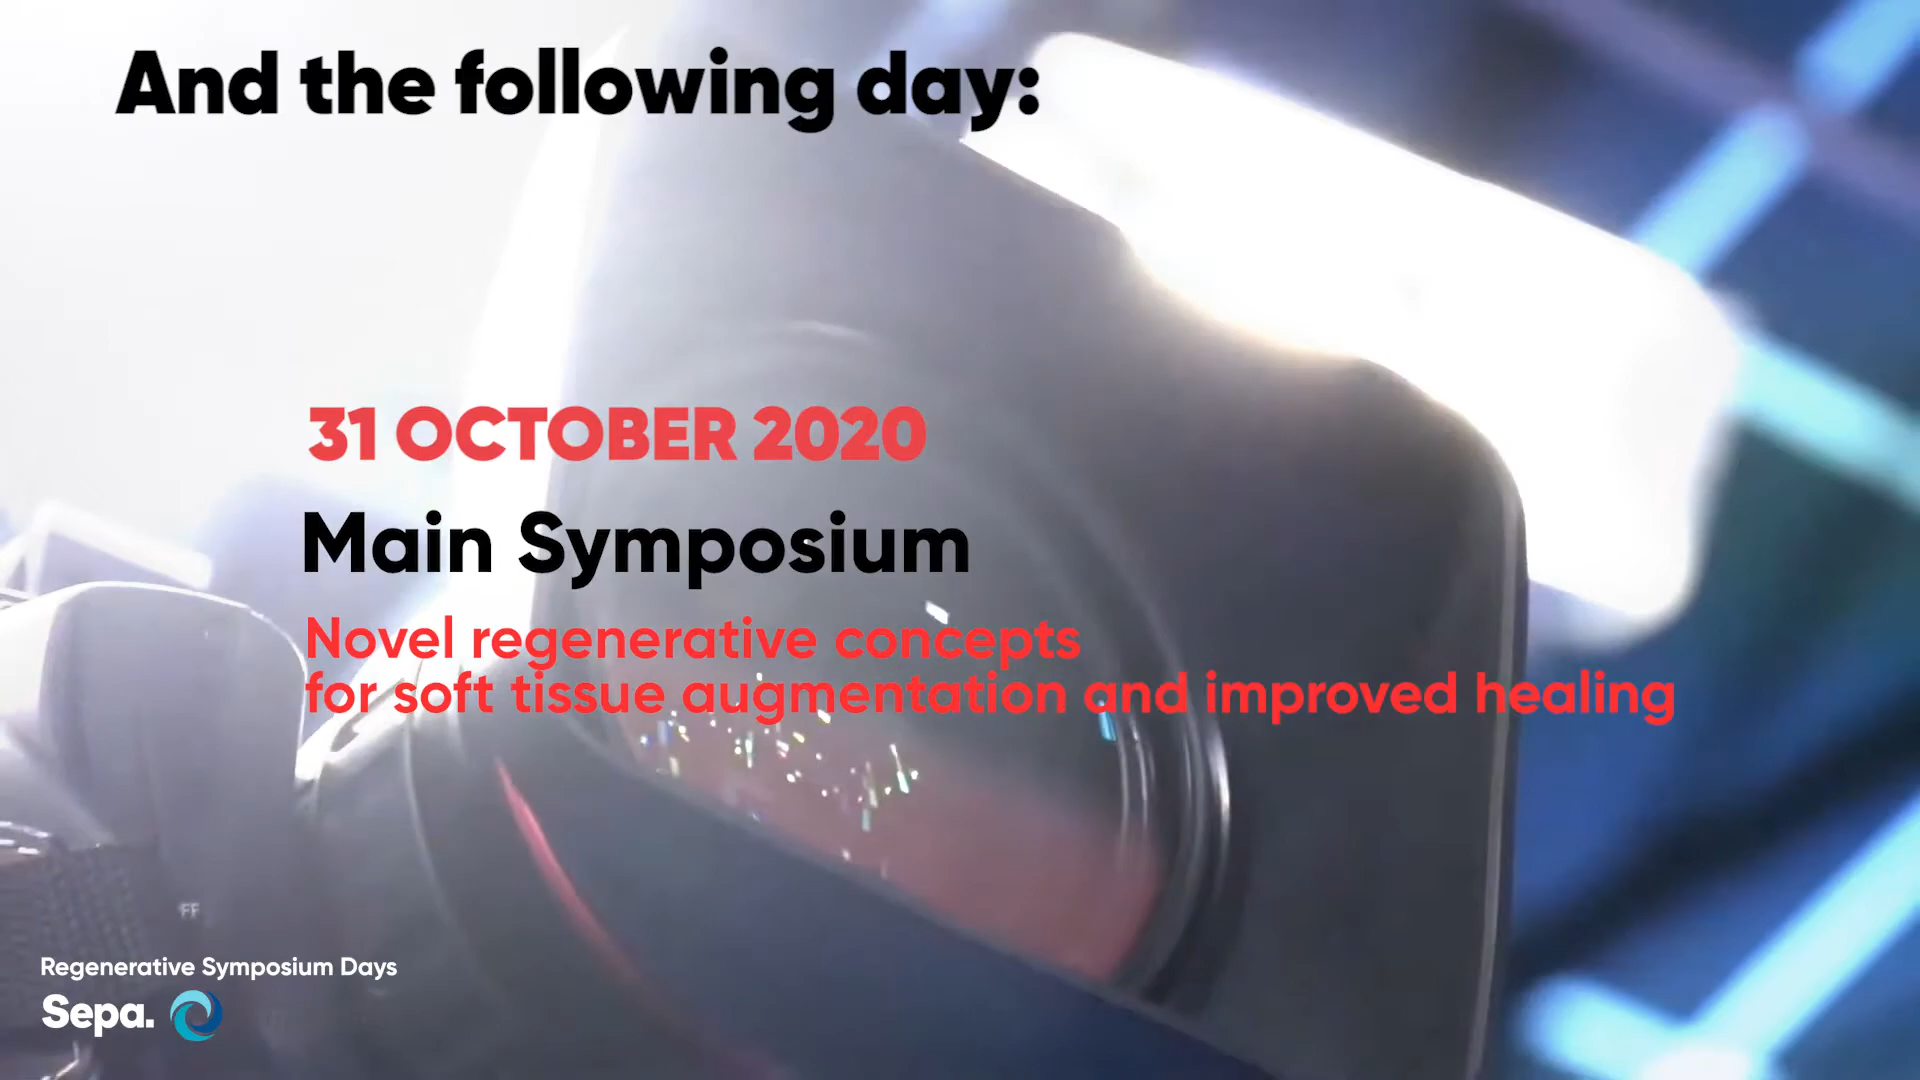 And the following day:
31 OCTOBER 2020
Main Symposium
Novel regenerative concepts
for soft tissue augmentation and improved healing
FF
Regenerative Symposium Days
Sepa.